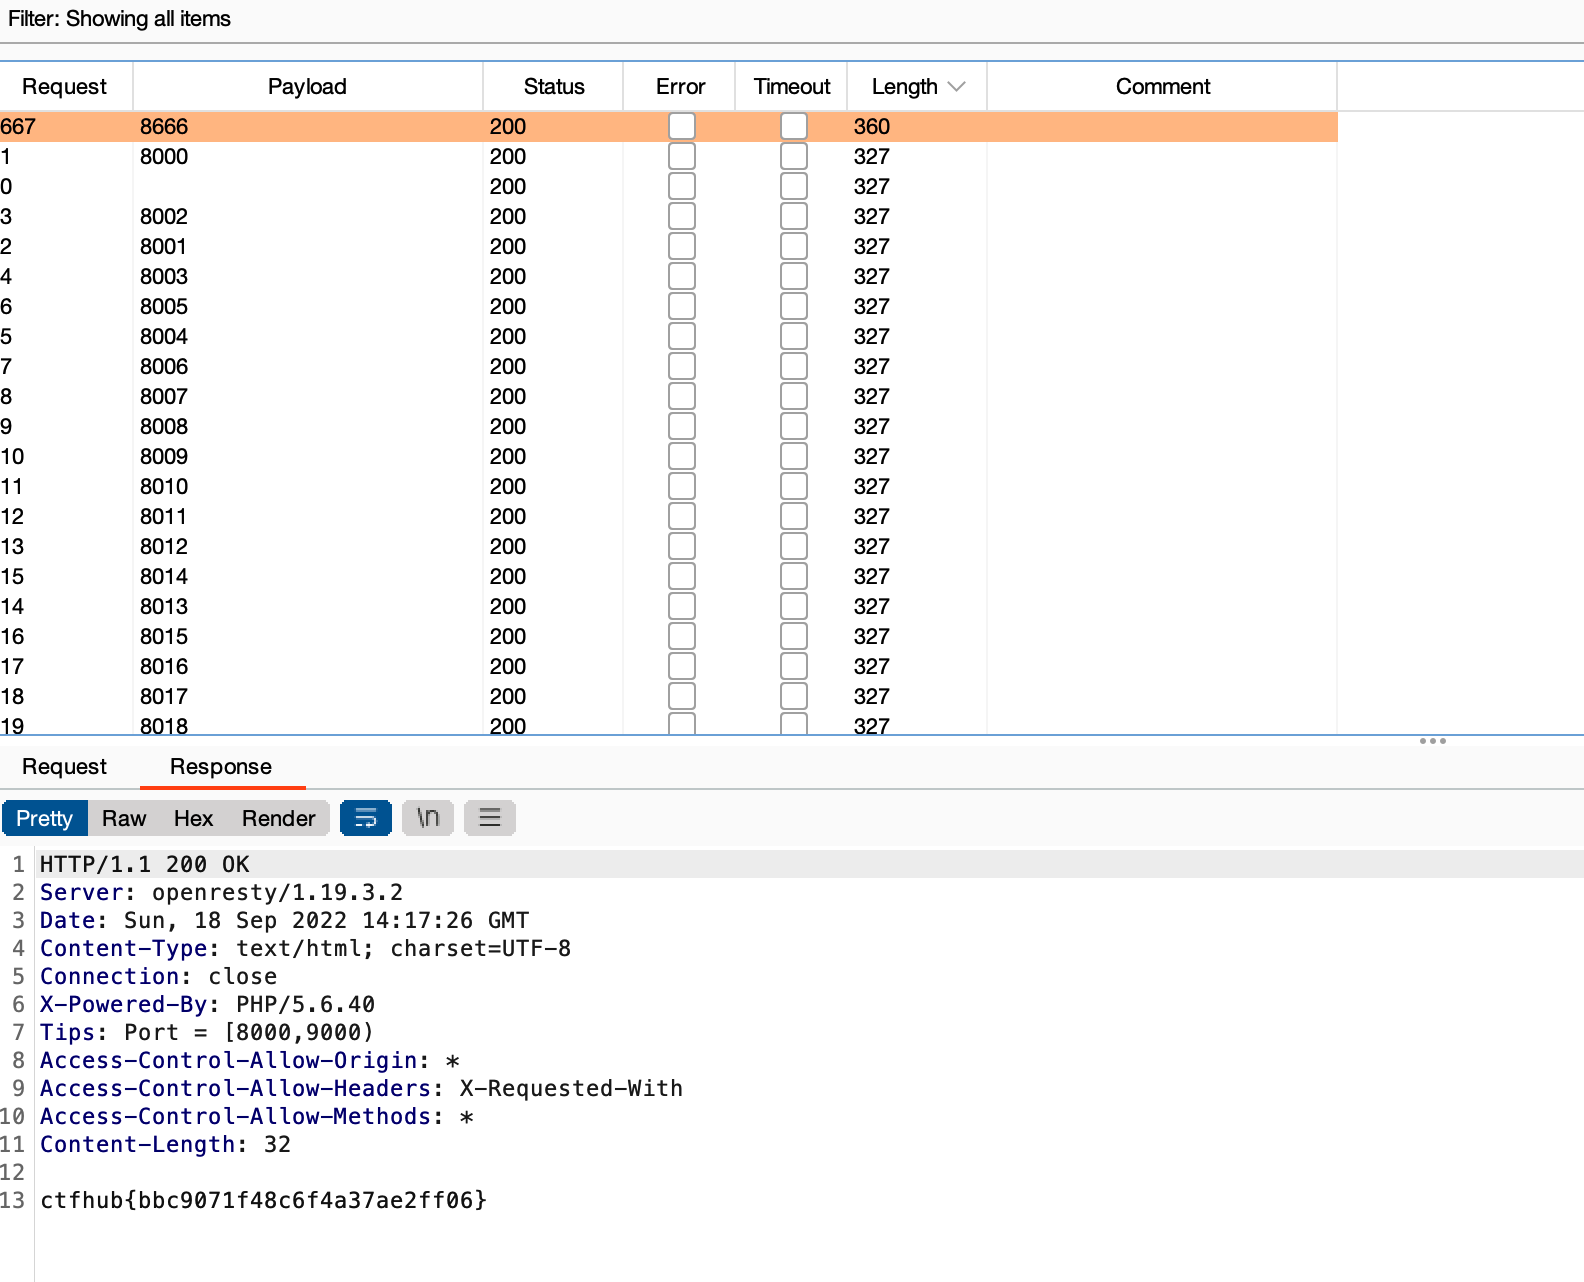 Filter: Showing all items
Request Payload Status Error Timeout Length Comment
667 8666 200 360
1 8000 200 327
0 200 327
3 8002 200 327
2 8001 200 327
4 8003 200 327
6 8005 200 327
5 8004 200 327
7 8006 200 327
8 8007 200 327
9 8008 200 327
10 8009 200 327
11 8010 200 327
12 8011 200 327
13 8012 200 327
15 8014 200 327
14 8013 200 327
16 8015 200 327
17 8016 200 327
18 8017 200 327
19 8018 200 327
Request Response
Pretty Raw Hex Render \n
1 HTTP/1.1 200 OK
2 Server: openresty/1.19.3.2
3 Date: Sun, 18 Sep 2022 14:17:26 GMT
4 Content-Type: text/html; charset=UTF-8
5 Connection: close
6 X-Powered-By: PHP/5.6.40
7 Tips: Port = [8000,9000)
8 Access-Control-Allow-Origin: *
9 Access-Control-Allow-Headers: X-Requested-With
10 Access-Control-Allow-Methods: *
11 Content-Length: 32
12
13 ctfhub{bbc9071f48c6f4a37ae2ff06}